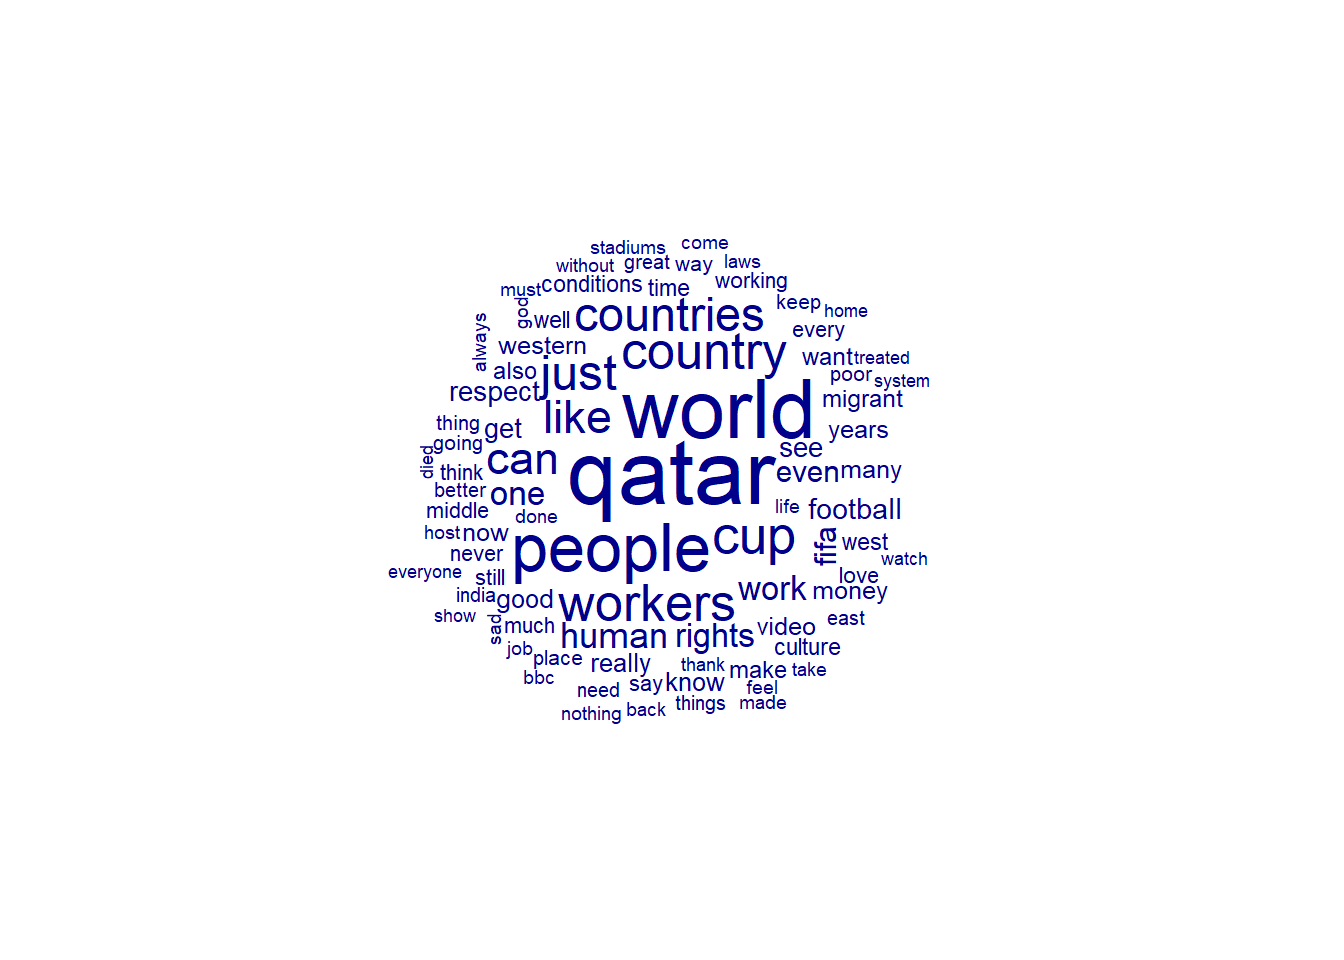 stadiums come
without great way laws
must conditions time working
god well countries keep home
always western country every
also just want treated
respect like world poor system
migrant
thing get years
going can qatar see
died think even many
better one life football
middle done
host now people cup fifa west
never watch
everyone still love
india good workers work money
show sad much human rights video east
job place really culture
bbc thank make take
need say know feel
nothing back things made